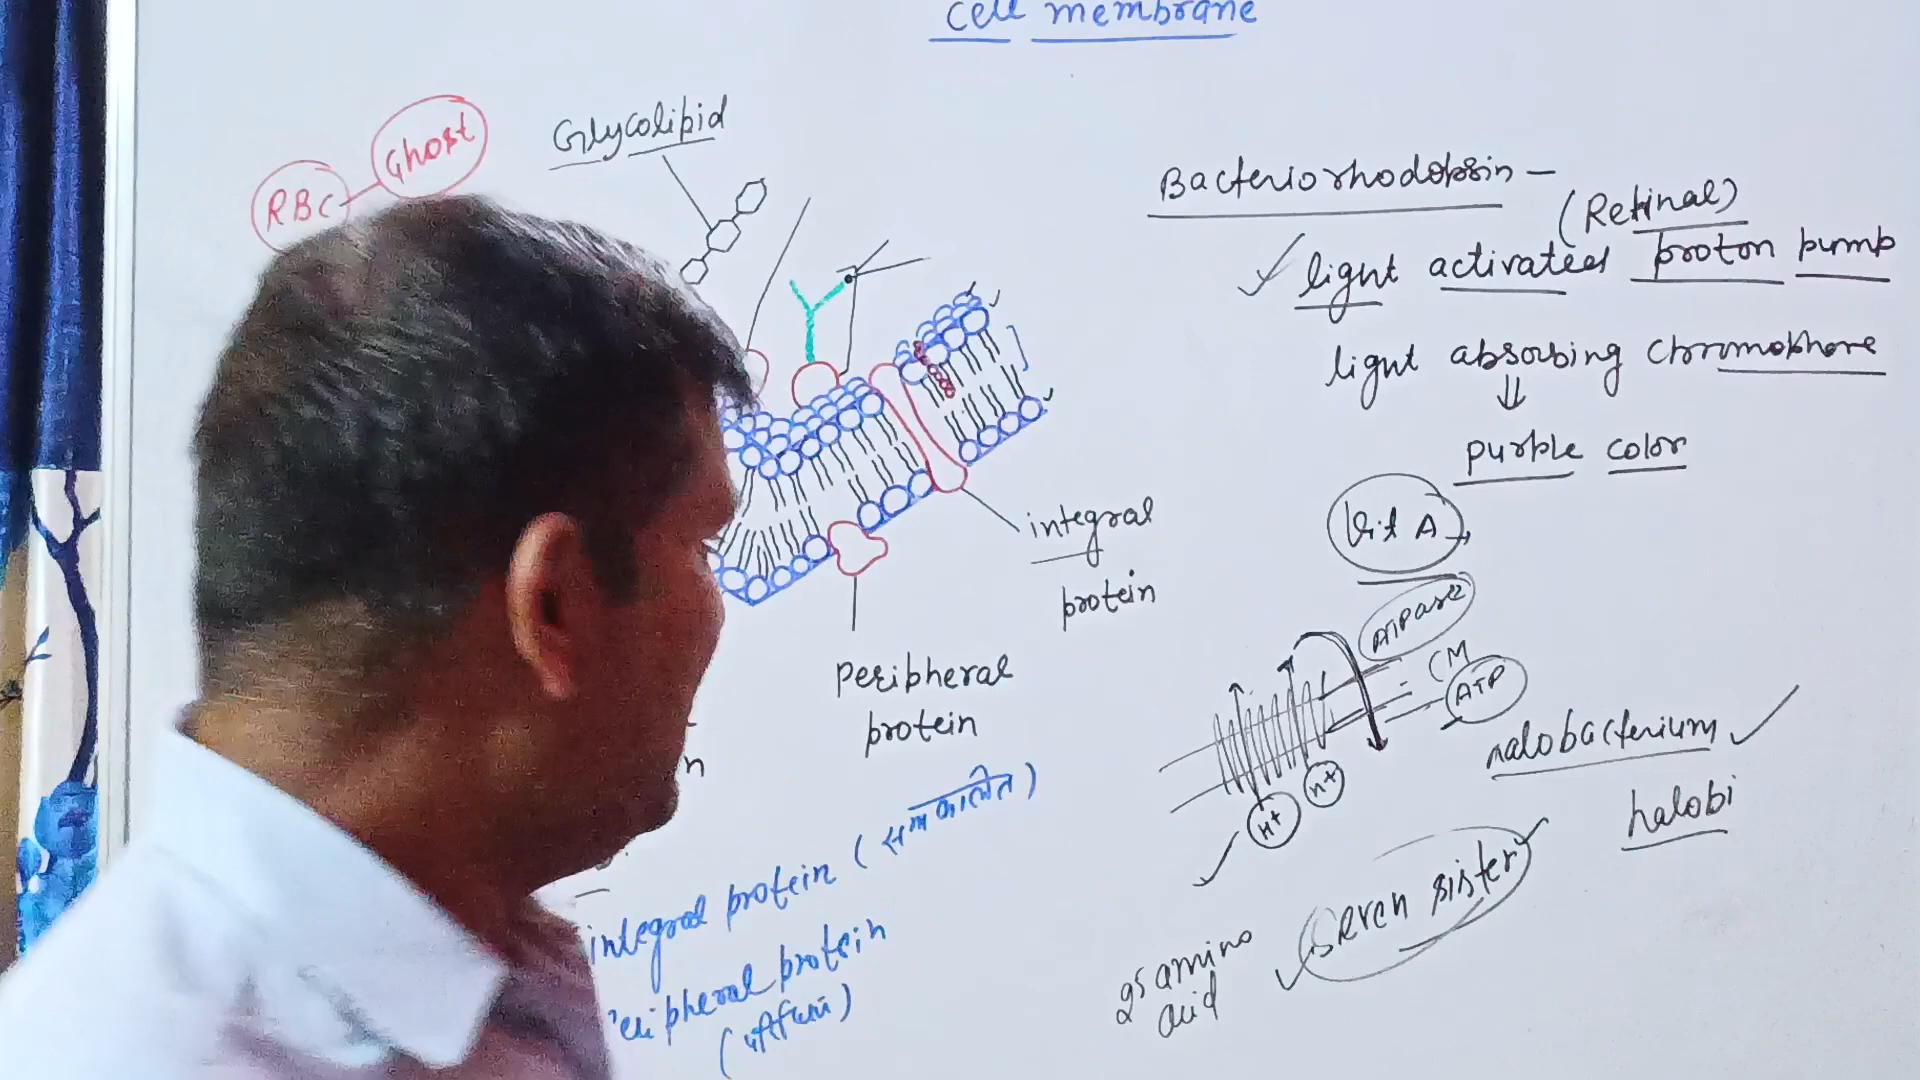 Cell membrane
RBC
Ghost
Glycolipid
integral
protein
Peripheral
protein
n
integral protein (
peripheral protein
Bacteriorhodopsin -
(Retinal)
light activated proton pump
light absorbing chromophore
⇓
purple color
Vit A
ATPase
CM
ATP
H+
H+
halobacterium
halobi
Seven sister
25 amino
acid